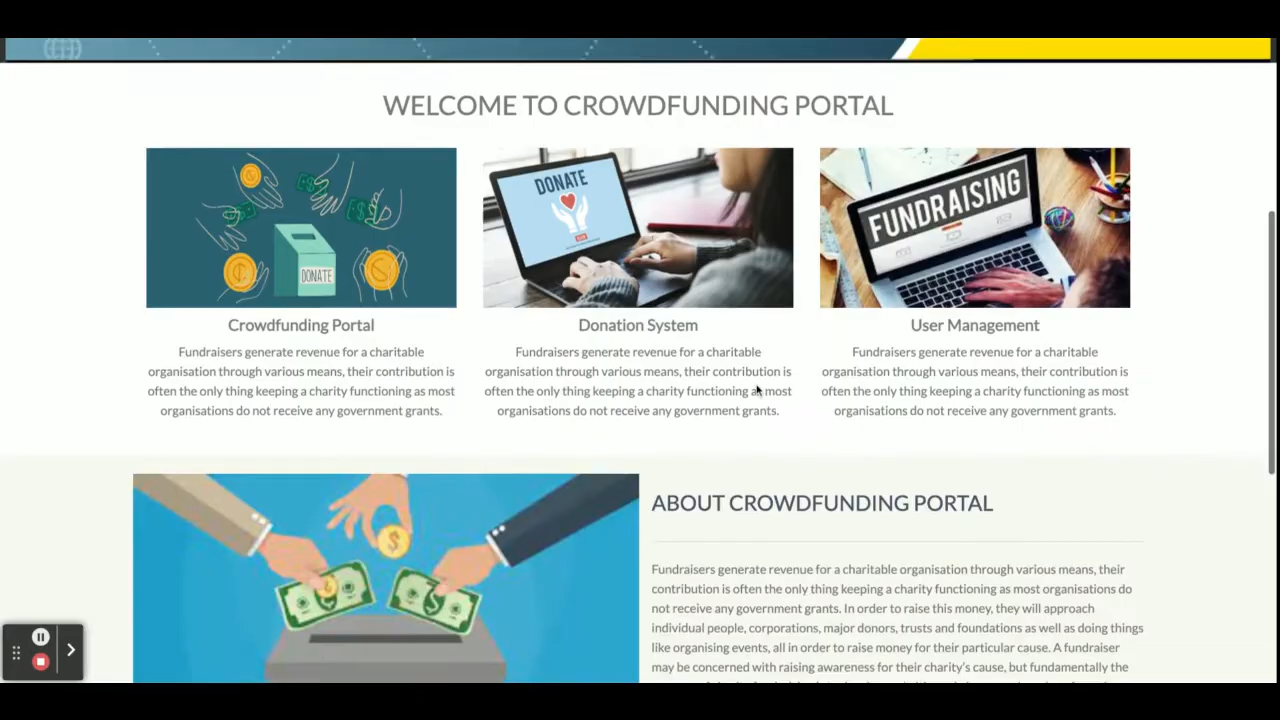 WELCOME TO CROWDFUNDING PORTAL
DONATE
DONATE
FUNDRAISING
Crowdfunding Portal
Donation System
User Management
Fundraisers generate revenue for a charitable
organisation through various means, their contribution is
often the only thing keeping a charity functioning as most
organisations do not receive any government grants.
Fundraisers generate revenue for a charitable
organisation through various means, their contribution is
often the only thing keeping a charity functioning as most
organisations do not receive any government grants.
Fundraisers generate revenue for a charitable
organisation through various means, their contribution is
often the only thing keeping a charity functioning as most
organisations do not receive any government grants.
ABOUT CROWDFUNDING PORTAL
Fundraisers generate revenue for a charitable organisation through various means, their
contribution is often the only thing keeping a charity functioning as most organisations do
not receive any government grants. In order to raise this money, they will approach
individual people, corporations, major donors, trusts and foundations as well as doing things
like organising events, all in order to raise money for their particular cause. A fundraiser
may be concerned with raising awareness for their charity's cause, but fundamentally the